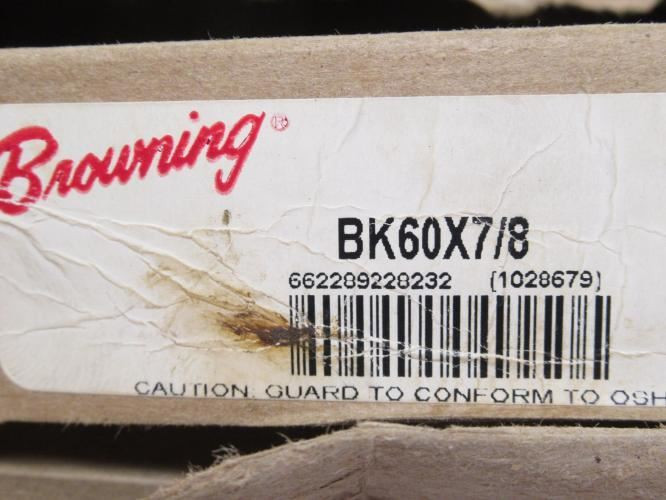 Browning®
BK60X7/8
662289228232 (1028679)
CAUTION: GUARD TO CONFORM TO OSH